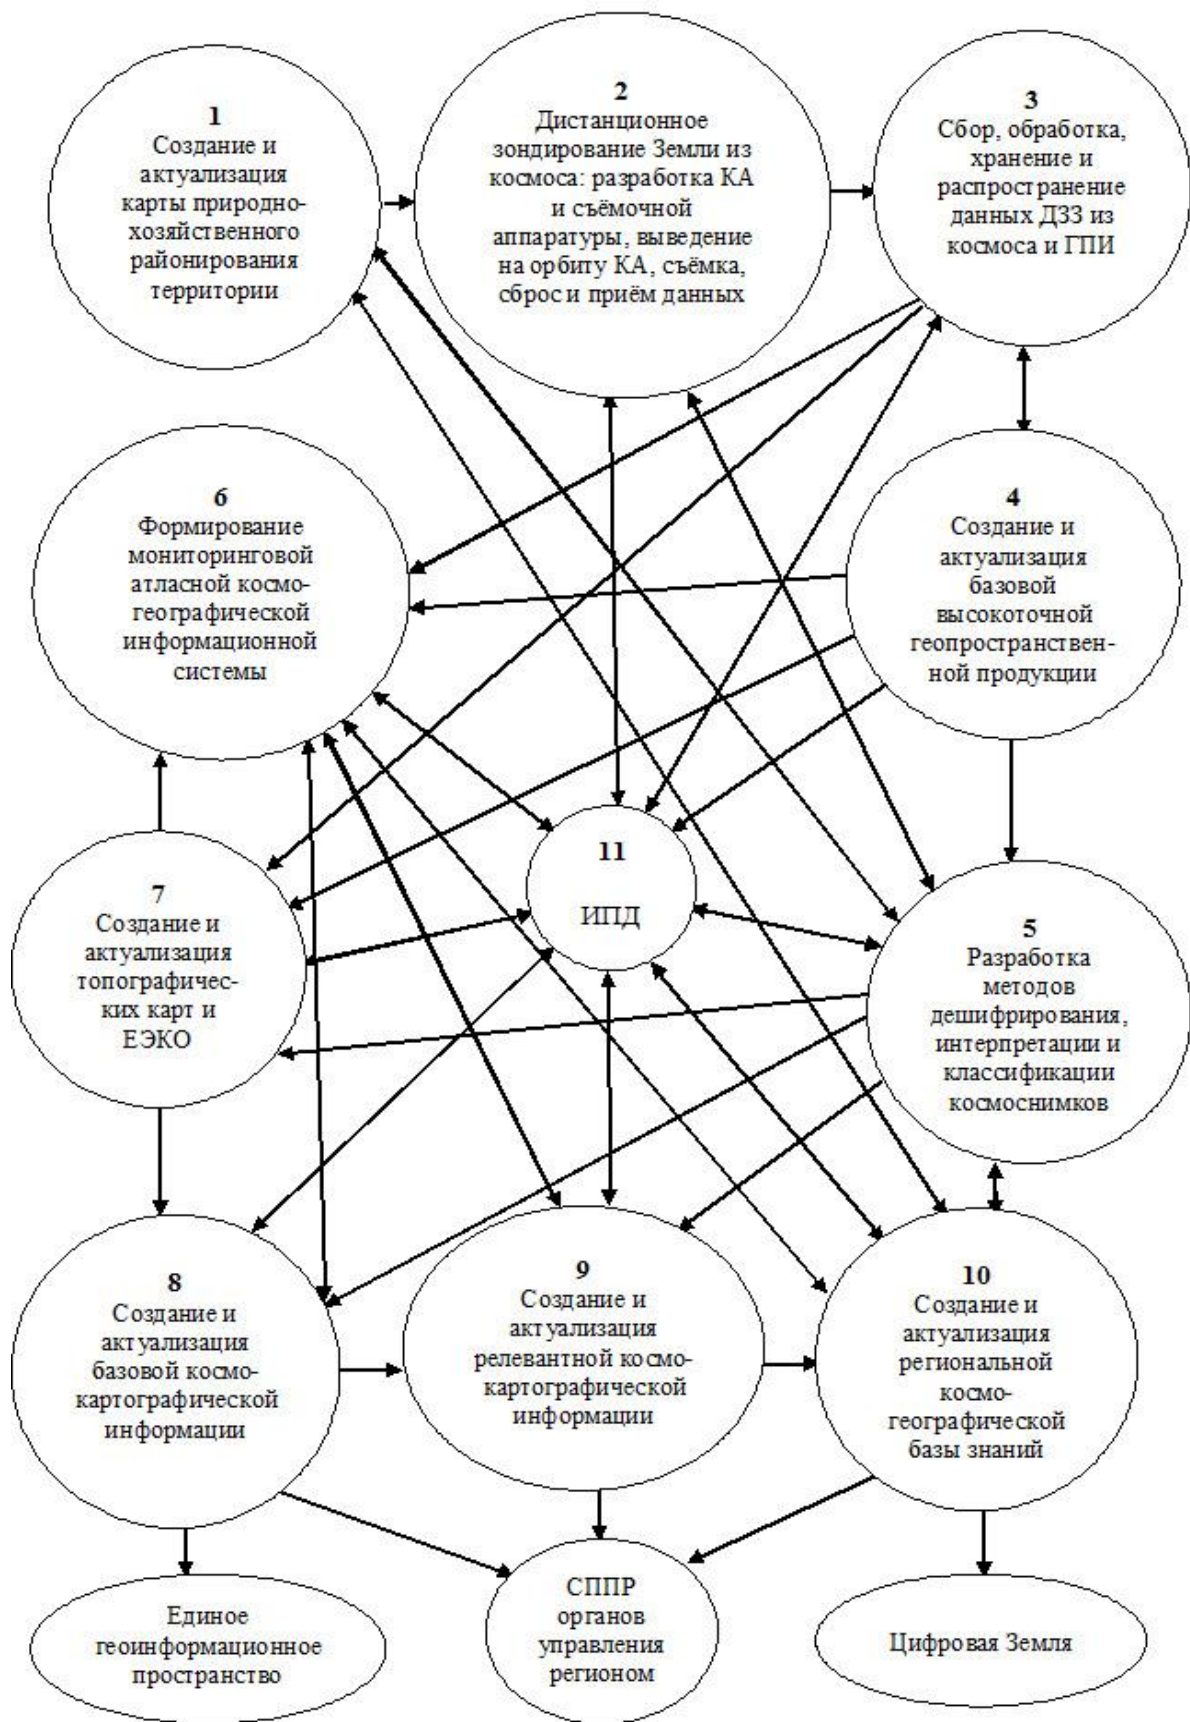 1
Создание и
актуализация
карты природно-
хозяйственного
районирования
территории
2
Дистанционное
зондирование Земли из
космоса: разработка КА
и съёмочной
аппаратуры, выведение
на орбиту КА, съёмка,
сброс и приём данных
3
Сбор, обработка,
хранение и
распространение
данных ДЗЗ из
космоса и ГПИ
6
Формирование
мониторинговой
атласной космо-
географической
информационной
системы
4
Создание и
актуализация
базовой
высокоточной
геопространствен-
ной продукции
11
ИПД
7
Создание и
актуализация
топографичес-
ких карт и
ЕЭКО
5
Разработка
методов
дешифрирования,
интерпретации и
классификации
космоснимков
8
Создание и
актуализация
базовой космо-
картографической
информации
9
Создание и
актуализация
релевантной космо-
картографической
информации
10
Создание и
актуализация
региональной
космо-
географической
базы знаний
Единое
геоинформационное
пространство
СППР
органов
управления
регионом
Цифровая Земля